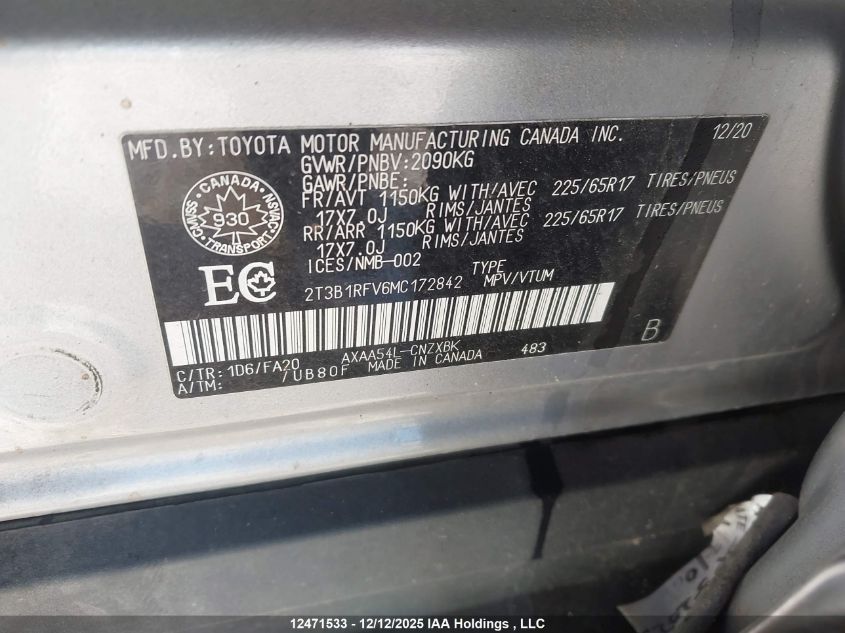 MFD.BY:TOYOTA MOTOR MANUFACTURING CANADA INC. 12/20
GVWR/PNBV:2090KG
GAWR/PNBE:
FR/AVT 1150KG WITH/AVEC 225/65R17 TIRES/PNEUS
17X7.0J RIMS/JANTES
RR/ARR 1150KG WITH/AVEC 225/65R17 TIRES/PNEUS
17X7.0J RIMS/JANTES
ICES/NMB-002
CANADA
CMVSS NSVAC
930
TRANSPORT
EC
TYPE
2T3B1RFV6MC172842 MPV/VTUM
B
C/TR: 1D6/FA20 AXAA54L-CNZXBK 483
A/TM: /UB80F MADE IN CANADA
12471533 - 12/12/2025 IAA Holdings , LLC